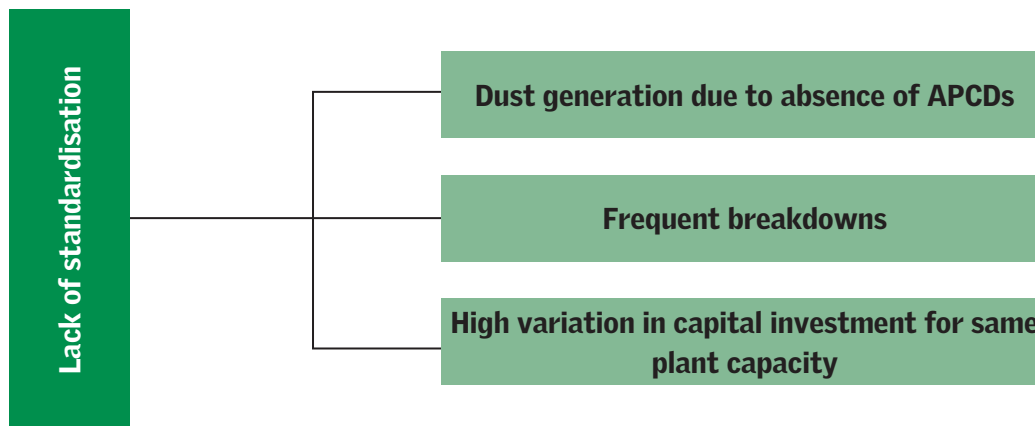 Lack of standardisation
Dust generation due to absence of APCDs
Frequent breakdowns
High variation in capital investment for same
plant capacity